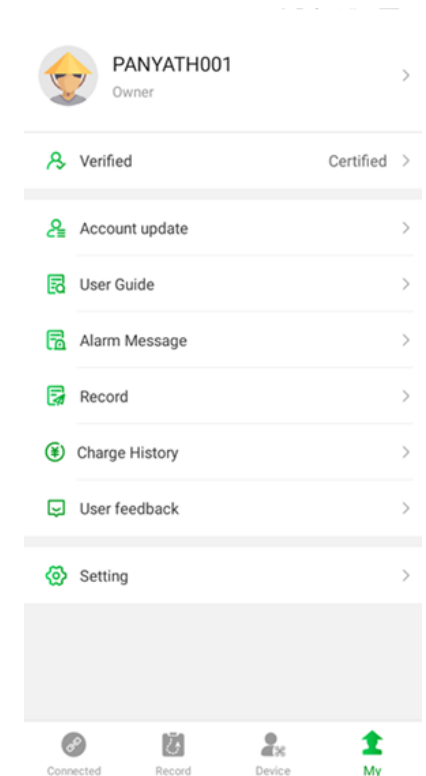 PANYATH001
Owner
Verified Certified
Account update
User Guide
Alarm Message
Record
Charge History
User feedback
Setting
Connected Record Device My